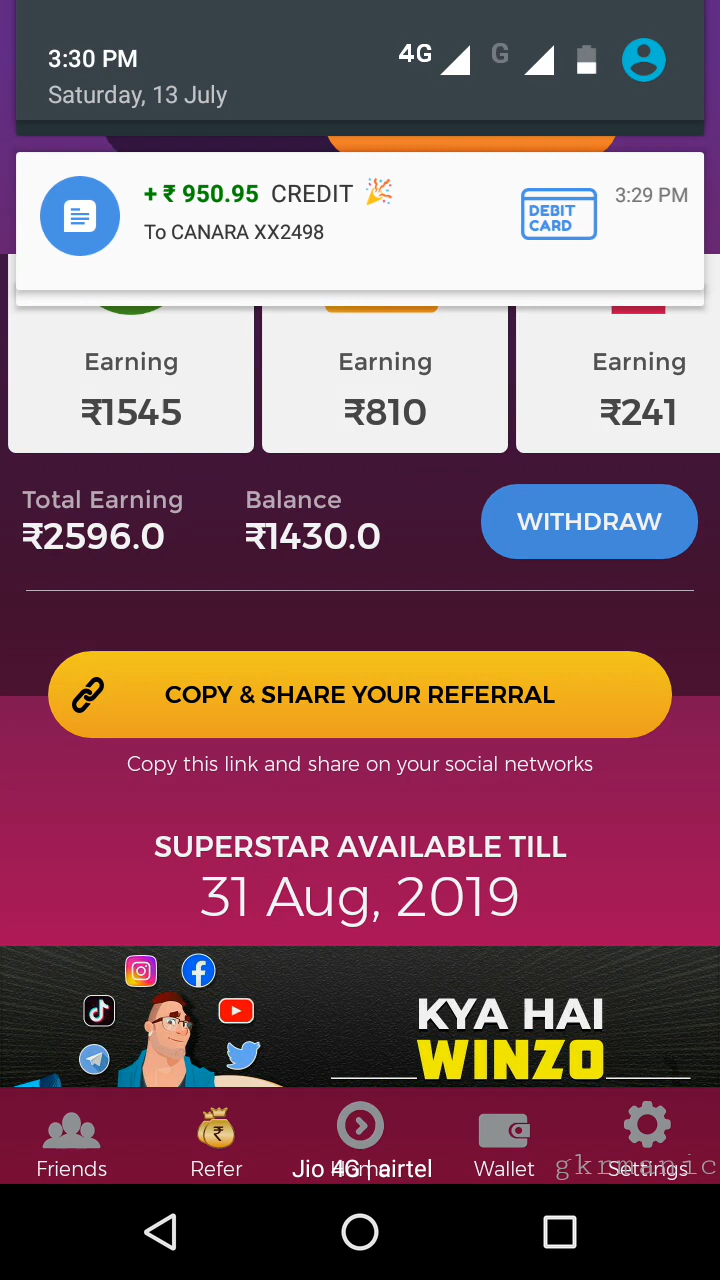 3:30 PM
4G
G
Saturday, 13 July
+ ₹ 950.95 CREDIT 🎉
To CANARA XX2498
DEBIT
CARD
3:29 PM
Earning
₹1545
Earning
₹810
Earning
₹241
Total Earning
₹2596.0
Balance
₹1430.0
WITHDRAW
COPY & SHARE YOUR REFERRAL
Copy this link and share on your social networks
SUPERSTAR AVAILABLE TILL
31 Aug, 2019
KYA HAI
WINZO
Friends
Refer
Jio 4G | airtel
Home
Wallet
Settings
gkrmanic